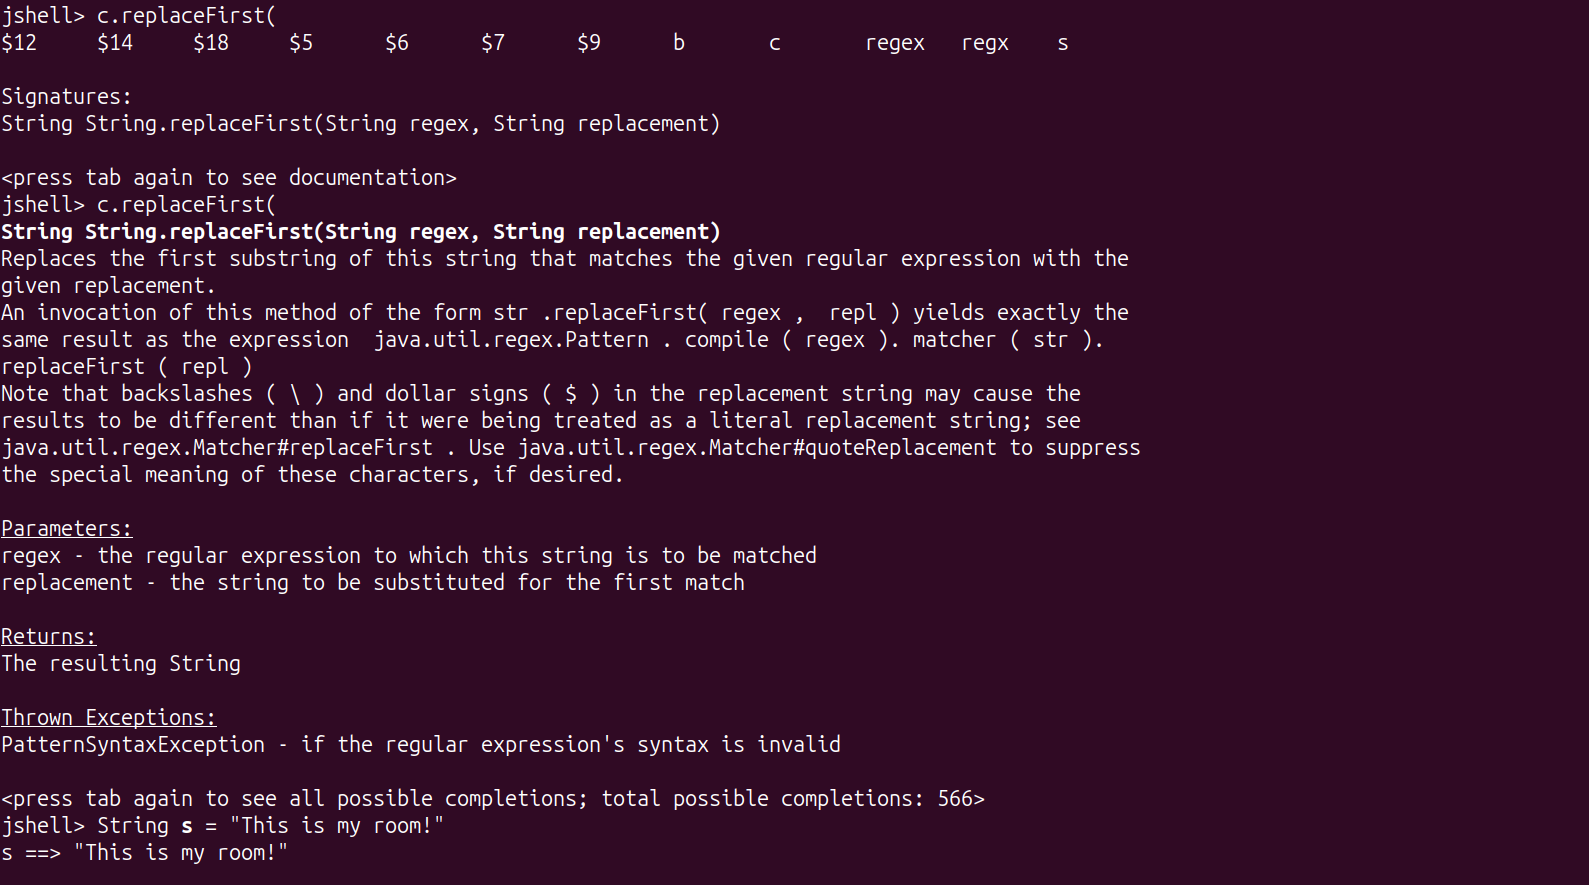 jshell> c.replaceFirst(
$12     $14     $18     $5      $6      $7      $9      b       c       regex   regx    s
Signatures:
String String.replaceFirst(String regex, String replacement)
<press tab again to see documentation>
jshell> c.replaceFirst(
String String.replaceFirst(String regex, String replacement)
Replaces the first substring of this string that matches the given regular expression with the
given replacement.
An invocation of this method of the form str .replaceFirst( regex ,  repl ) yields exactly the
same result as the expression  java.util.regex.Pattern . compile ( regex ). matcher ( str ).
replaceFirst ( repl )
Note that backslashes ( \ ) and dollar signs ( $ ) in the replacement string may cause the
results to be different than if it were being treated as a literal replacement string; see
java.util.regex.Matcher#replaceFirst . Use java.util.regex.Matcher#quoteReplacement to suppress
the special meaning of these characters, if desired.
Parameters:
regex - the regular expression to which this string is to be matched
replacement - the string to be substituted for the first match
Returns:
The resulting String
Thrown Exceptions:
PatternSyntaxException - if the regular expression's syntax is invalid
<press tab again to see all possible completions; total possible completions: 566>
jshell> String s = "This is my room!"
s ==> "This is my room!"